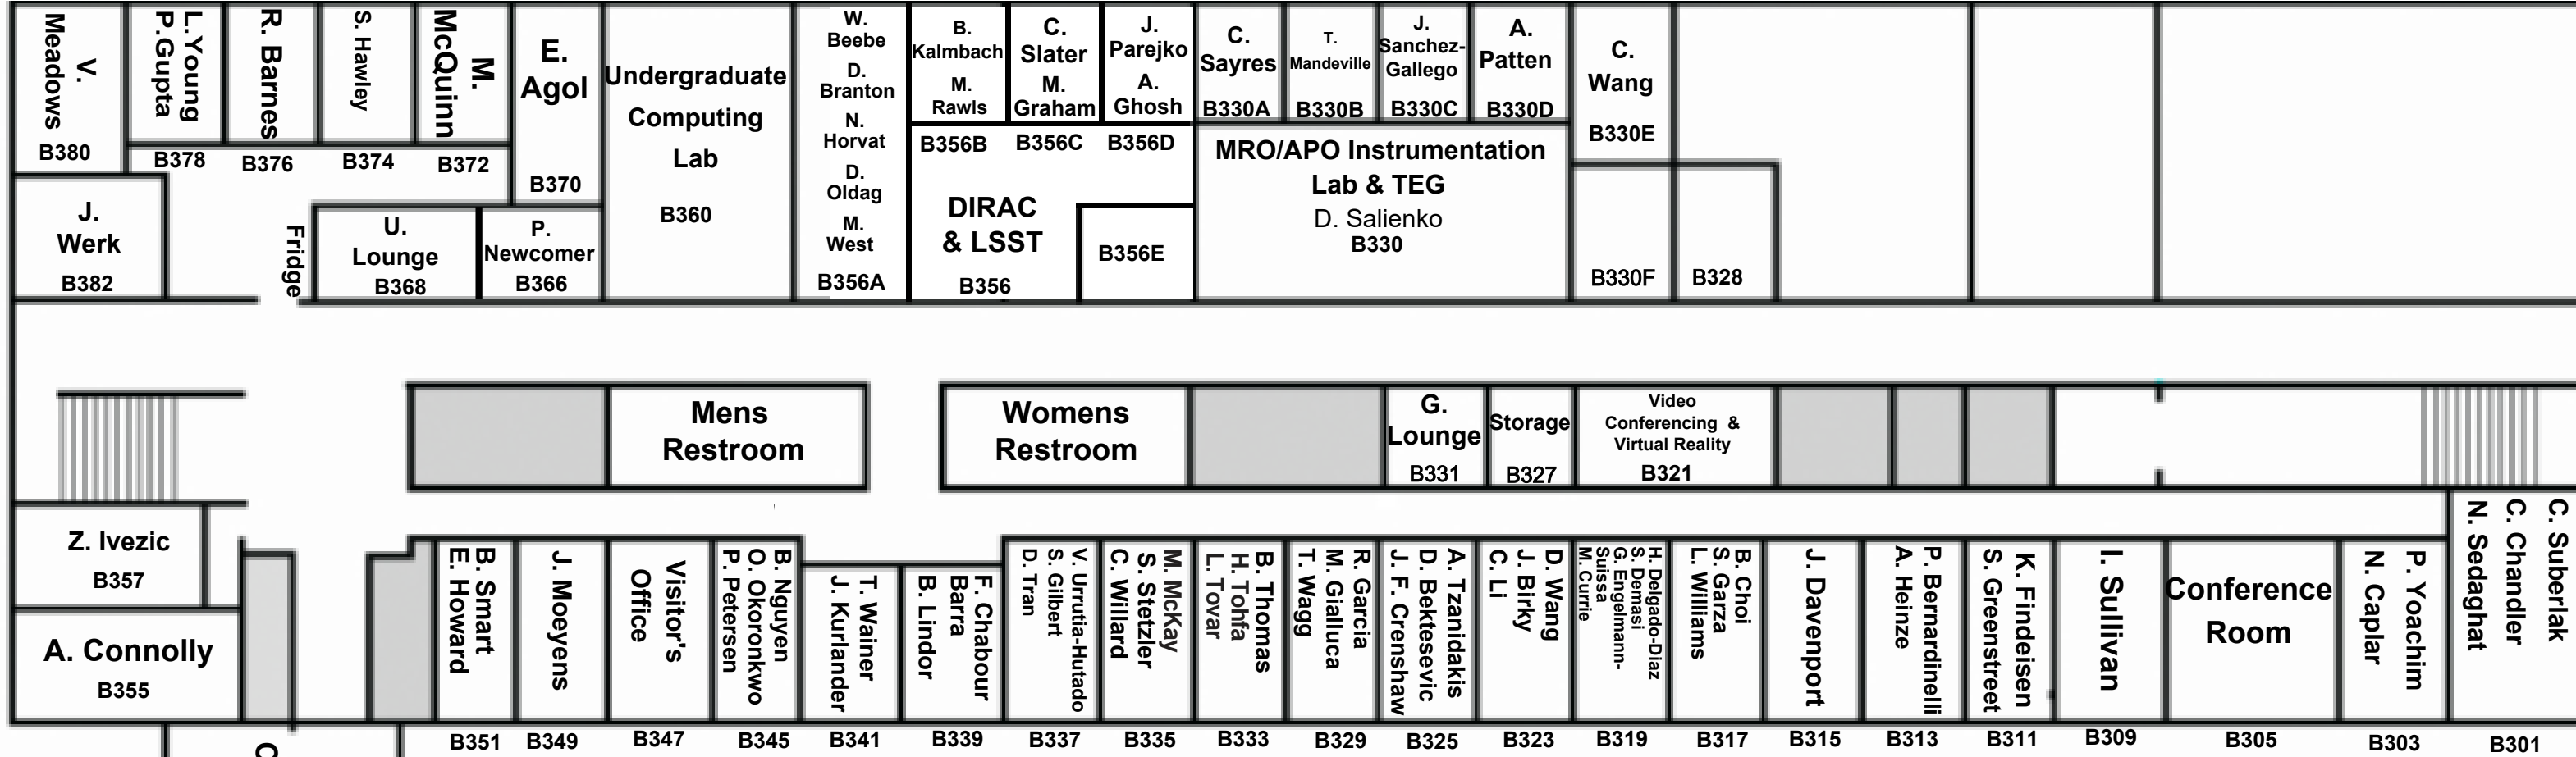 V.
Meadows
B380
L.Young
P.Gupta
B378
R. Barnes
B376
S. Hawley
B374
M.
McQuinn
B372
E.
Agol
B370
Undergraduate
Computing
Lab
B360
W.
Beebe
D.
Branton
N.
Horvat
D.
Oldag
M.
West
B356A
B.
Kalmbach
M.
Rawls
B356B
C.
Slater
M.
Graham
B356C
J.
Parejko
A.
Ghosh
B356D
C.
Sayres
B330A
T.
Mandeville
B330B
J.
Sanchez-
Gallego
B330C
A.
Patten
B330D
C.
Wang
B330E
J.
Werk
B382
Fridge
U.
Lounge
B368
P.
Newcomer
B366
DIRAC
& LSST
B356
B356E
MRO/APO Instrumentation
Lab & TEG
D. Salienko
B330
B330F
B328
Mens
Restroom
Womens
Restroom
G.
Lounge
B331
Storage
B327
Video
Conferencing &
Virtual Reality
B321
Z. Ivezic
B357
A. Connolly
B355
C
B. Smart
E. Howard
B351
J. Moeyens
B349
Visitor's
Office
B347
B. Nguyen
O. Okoronkwo
P. Petersen
B345
T. Wainer
J. Kurlander
B341
F. Chabour
Barra
B. Lindor
B339
V. Urrutia-Hutado
S. Gilbert
D. Tran
B337
M. McKay
S. Stetzler
C. Willard
B335
B. Thomas
H. Tohfa
L. Tovar
B333
R. Garcia
M. Gialluca
T. Wagg
B329
A. Tzanidakis
D. Bektesevic
J. F. Crenshaw
B325
D. Wang
J. Birky
C. Li
B323
H. Delgado-Diaz
S. Demasi
G. Engelmann-
Suissa
M. Currie
B319
B. Choi
S. Garza
L. Williams
B317
J. Davenport
B315
P. Bernardinelli
A. Heinze
B313
K. Findeisen
S. Greenstreet
B311
I. Sullivan
B309
Conference
Room
B305
P. Yoachim
N. Caplar
B303
C. Suberlak
C. Chandler
N. Sedaghat
B301